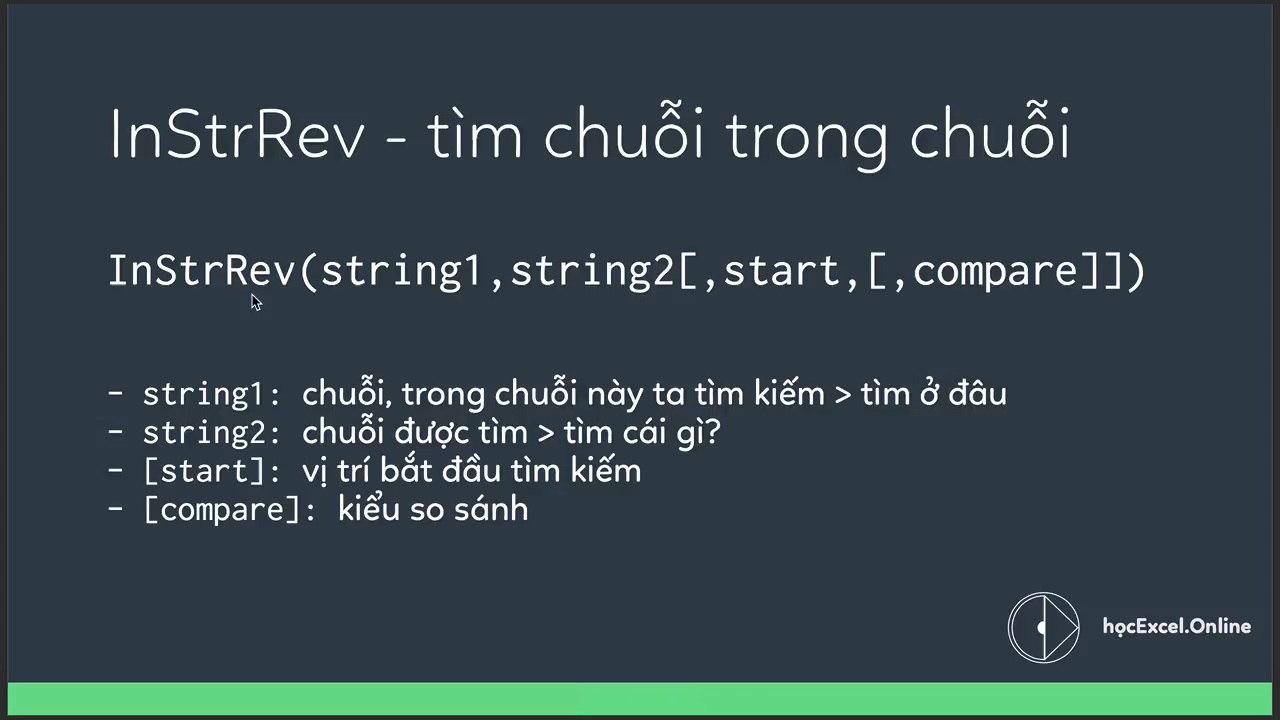 InStrRev - tìm chuỗi trong chuỗi
InStrRev(string1,string2[,start,[,compare]])
- string1: chuỗi, trong chuỗi này ta tìm kiếm > tìm ở đâu
- string2: chuỗi được tìm > tìm cái gì?
- [start]: vị trí bắt đầu tìm kiếm
- [compare]: kiểu so sánh
họcExcel.Online